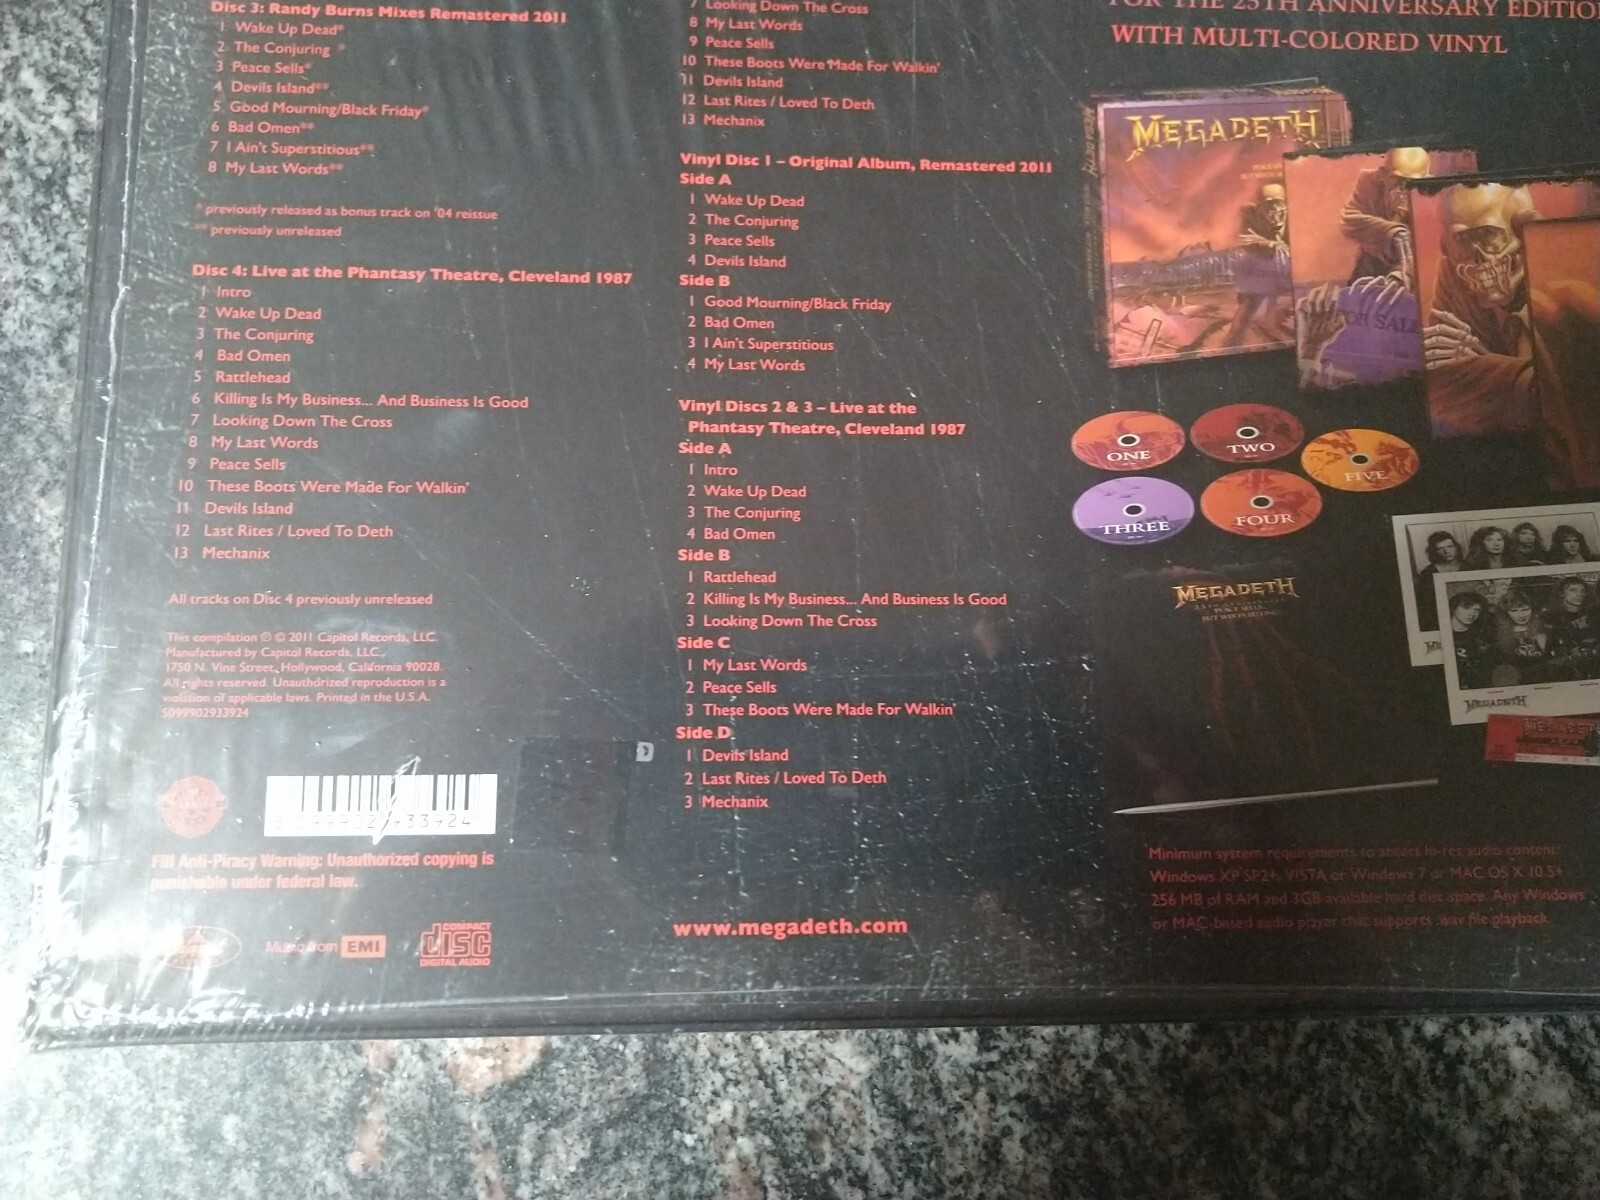 Disc 3: Randy Burns Mixes Remastered 2011
1 Wake Up Dead*
2 The Conjuring *
3 Peace Sells*
4 Devils Island**
5 Good Mourning/Black Friday*
6 Bad Omen**
7 I Ain't Superstitious**
8 My Last Words**
* previously released as bonus track on '04 reissue
** previously unreleased
Disc 4: Live at the Phantasy Theatre, Cleveland 1987
1 Intro
2 Wake Up Dead
3 The Conjuring
4 Bad Omen
5 Rattlehead
6 Killing Is My Business... And Business Is Good
7 Looking Down The Cross
8 My Last Words
9 Peace Sells
10 These Boots Were Made For Walkin'
11 Devils Island
12 Last Rites / Loved To Deth
13 Mechanix
All tracks on Disc 4 previously unreleased
This compilation ℗ © 2011 Capitol Records, LLC.
Manufactured by Capitol Records, LLC.,
1750 N. Vine Street, Hollywood, California 90028.
All rights reserved. Unauthorized reproduction is a
violation of applicable laws. Printed in the U.S.A.
5099902933924
FBI Anti-Piracy Warning: Unauthorized copying is
punishable under federal law.
Music from EMI
COMPACT
disc
DIGITAL AUDIO
7 Looking Down The Cross
8 My Last Words
9 Peace Sells
10 These Boots Were Made For Walkin'
11 Devils Island
12 Last Rites / Loved To Deth
13 Mechanix
Vinyl Disc 1 – Original Album, Remastered 2011
Side A
1 Wake Up Dead
2 The Conjuring
3 Peace Sells
4 Devils Island
Side B
1 Good Mourning/Black Friday
2 Bad Omen
3 I Ain't Superstitious
4 My Last Words
Vinyl Discs 2 & 3 – Live at the
Phantasy Theatre, Cleveland 1987
Side A
1 Intro
2 Wake Up Dead
3 The Conjuring
4 Bad Omen
Side B
1 Rattlehead
2 Killing Is My Business... And Business Is Good
3 Looking Down The Cross
Side C
1 My Last Words
2 Peace Sells
3 These Boots Were Made For Walkin'
Side D
1 Devils Island
2 Last Rites / Loved To Deth
3 Mechanix
D
www.megadeth.com
FOR THE 25TH ANNIVERSARY EDITIO
WITH MULTI-COLORED VINYL
MEGADETH
MEGADETH
FOR SALE
ONE
TWO
FIVE
THREE
FOUR
MEGADETH
PEACE SELLS...
BUT WHO'S BUYING
MEGADETH
MEGADETH
Minimum system requirements to access hi-res audio content:
Windows XP SP2+, VISTA or Windows 7 or MAC OS X 10.5+
256 MB of RAM and 3GB available hard disc space. Any Windows
or MAC-based audio player that supports .wav file playback.